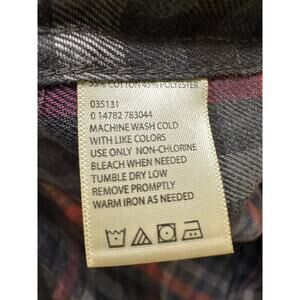 COTTON 45% POLYESTER
035131
0 14782 783044
MACHINE WASH COLD
WITH LIKE COLORS
USE ONLY NON-CHLORINE
BLEACH WHEN NEEDED
TUMBLE DRY LOW
REMOVE PROMPTLY
WARM IRON AS NEEDED